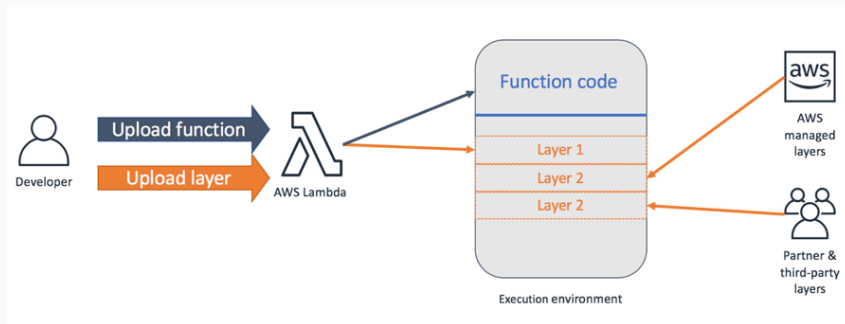 Upload function
Upload layer
Developer
AWS Lambda
Function code
Layer 1
Layer 2
Layer 2
Execution environment
aws
AWS
managed
layers
Partner &
third-party
layers